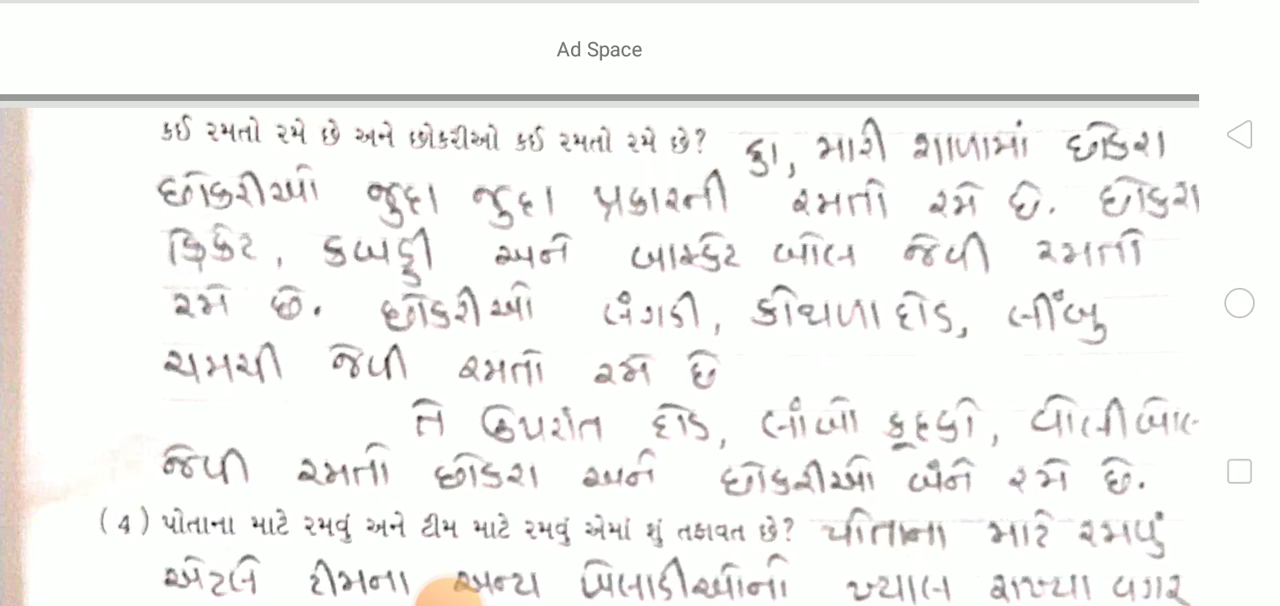 Ad Space
કઈ રમતો રમે છે અને છોકરીઓ કઈ રમતો રમે છે? હા, મારી શાળામાં છોકરા
છોકરીઓ જુદા જુદા પ્રકારની રમતો રમે છે. છોકરા
ક્રિકેટ, કબડ્ડી અને બાસ્કેટ બોલ જેવી રમતો
રમે છે. છોકરીઓ લંગડી, કોથળા દોડ, લીંબુ
ચમચી જેવી રમતો રમે છે
તે ઉપરાંત દોડ, લાંબો કૂદકો, વોલીબોલ
જેવી રમતો છોકરા અને છોકરીઓ બંને રમે છે.
(4) પોતાના માટે રમવું અને ટીમ માટે રમવું એમાં શું તફાવત છે? પોતાના માટે રમવું
એટલે ટીમના અન્ય ખેલાડીઓનો ખ્યાલ રાખ્યા વગર